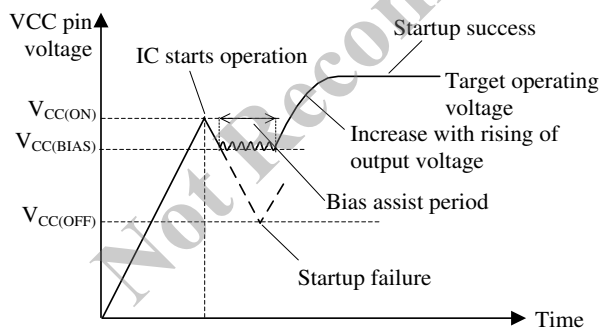 VCC pin
voltage
Startup success
IC starts operation
Target operating
voltage
VCC(ON)
Increase with rising of
output voltage
VCC(BIAS)
Bias assist period
VCC(OFF)
Startup failure
Time
Not Recom